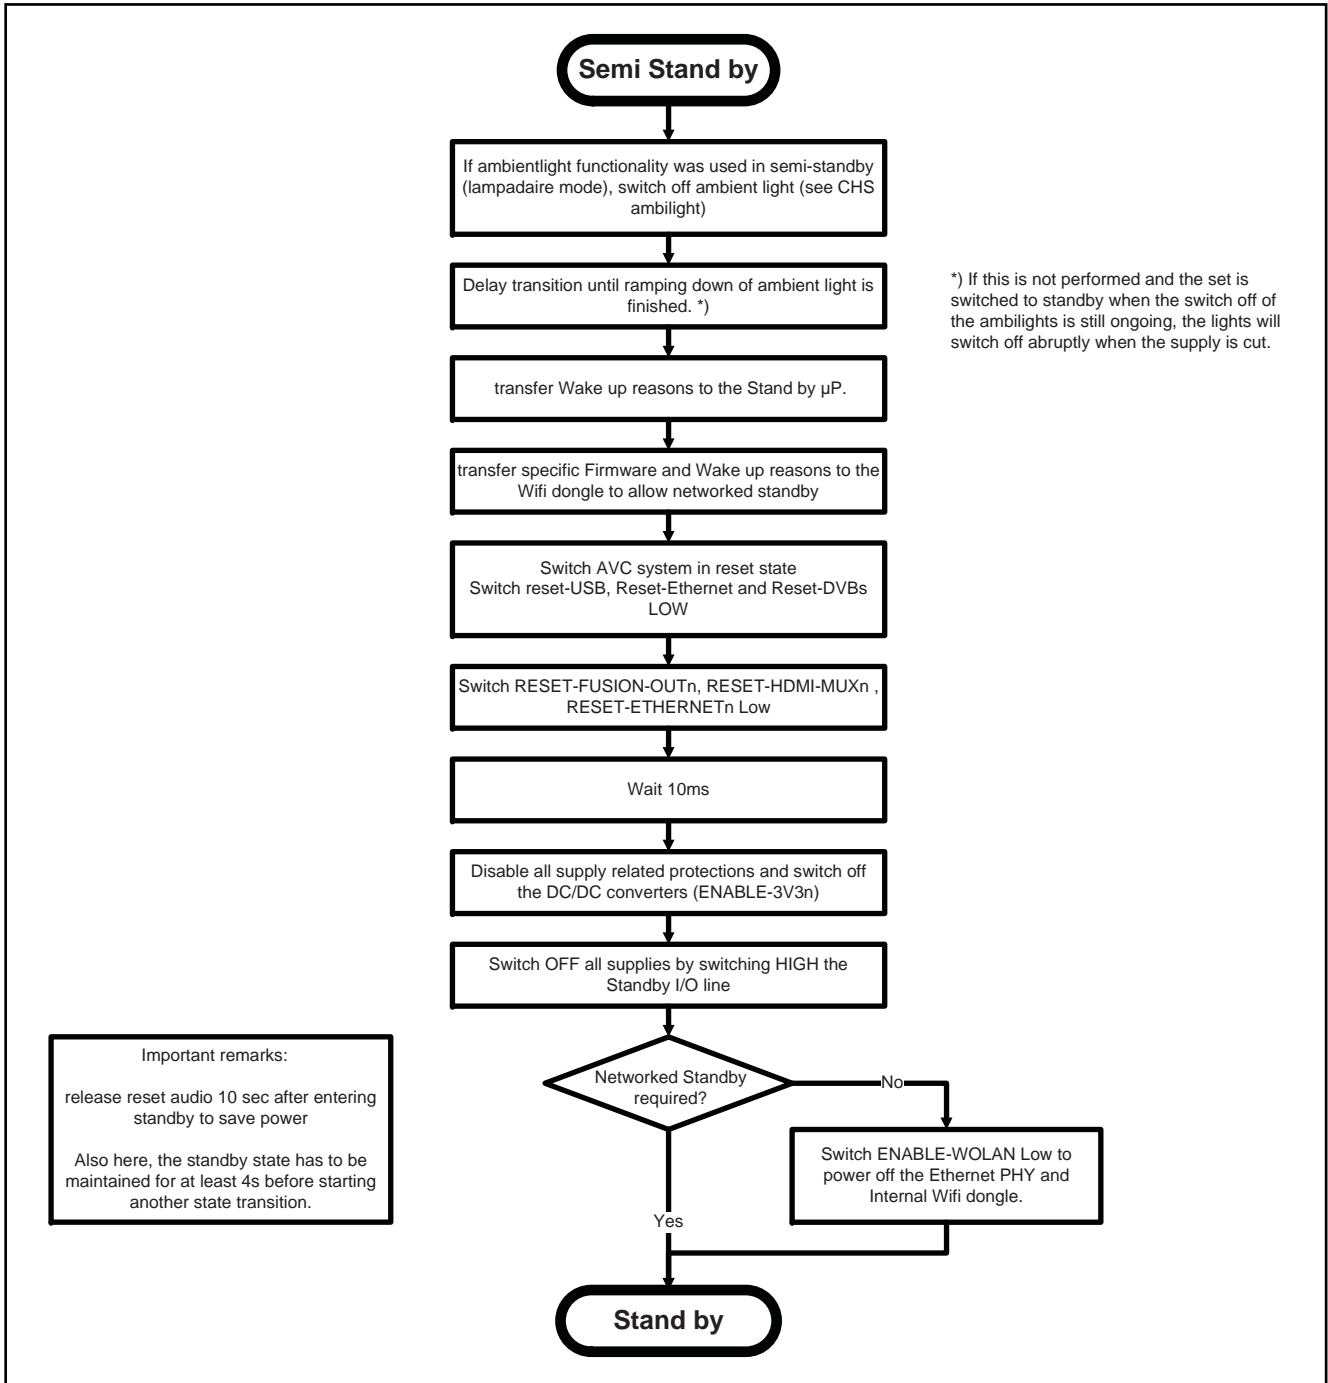 Semi Stand by
If ambientlight functionality was used in semi-standby
(lampadaire mode), switch off ambient light (see CHS
ambilight)
Delay transition until ramping down of ambient light is
finished. *)
*) If this is not performed and the set is
switched to standby when the switch off of
the ambilights is still ongoing, the lights will
switch off abruptly when the supply is cut.
transfer Wake up reasons to the Stand by µP.
transfer specific Firmware and Wake up reasons to the
Wifi dongle to allow networked standby
Switch AVC system in reset state
Switch reset-USB, Reset-Ethernet and Reset-DVBs
LOW
Switch RESET-FUSION-OUTn, RESET-HDMI-MUXn ,
RESET-ETHERNETn Low
Wait 10ms
Disable all supply related protections and switch off
the DC/DC converters (ENABLE-3V3n)
Switch OFF all supplies by switching HIGH the
Standby I/O line
Important remarks:
release reset audio 10 sec after entering
standby to save power
Also here, the standby state has to be
maintained for at least 4s before starting
another state transition.
Networked Standby
required?
No
Switch ENABLE-WOLAN Low to
power off the Ethernet PHY and
Internal Wifi dongle.
Yes
Stand by